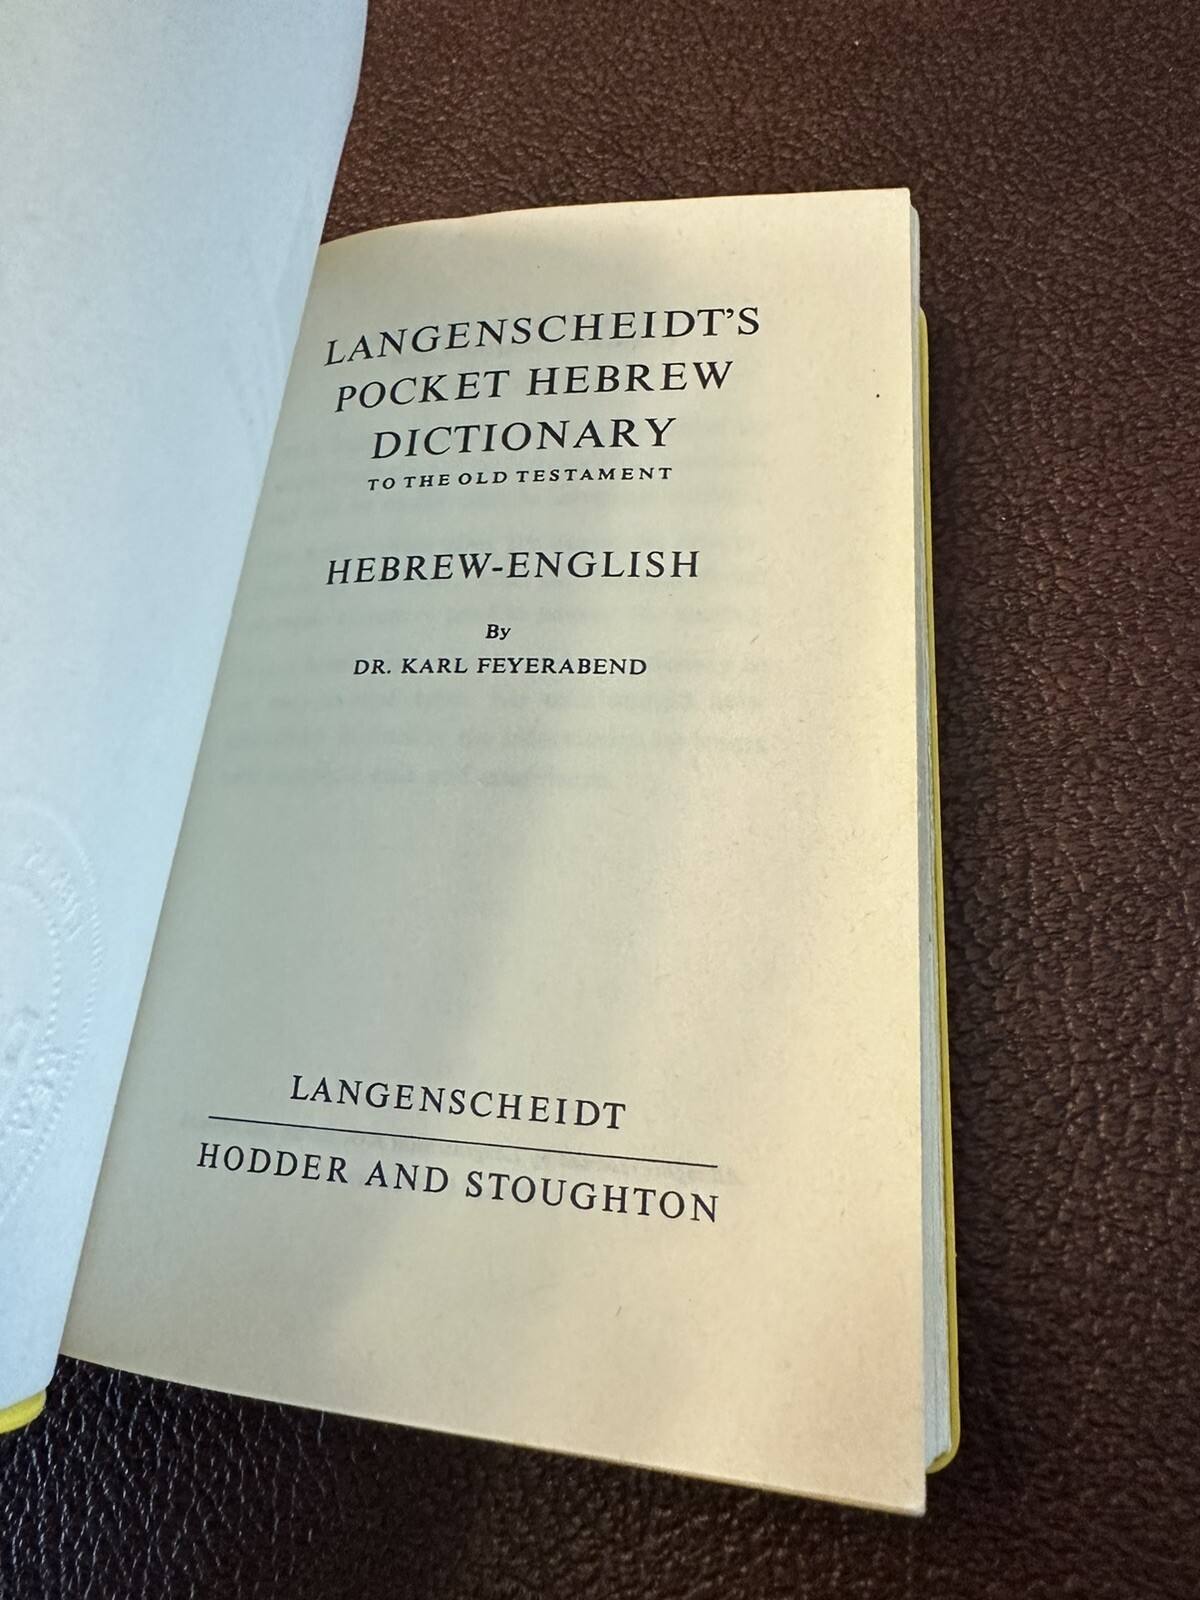 LANGENSCHEIDT'S
POCKET HEBREW
DICTIONARY
TO THE OLD TESTAMENT
HEBREW-ENGLISH
By
DR. KARL FEYERABEND
LANGENSCHEIDT
HODDER AND STOUGHTON